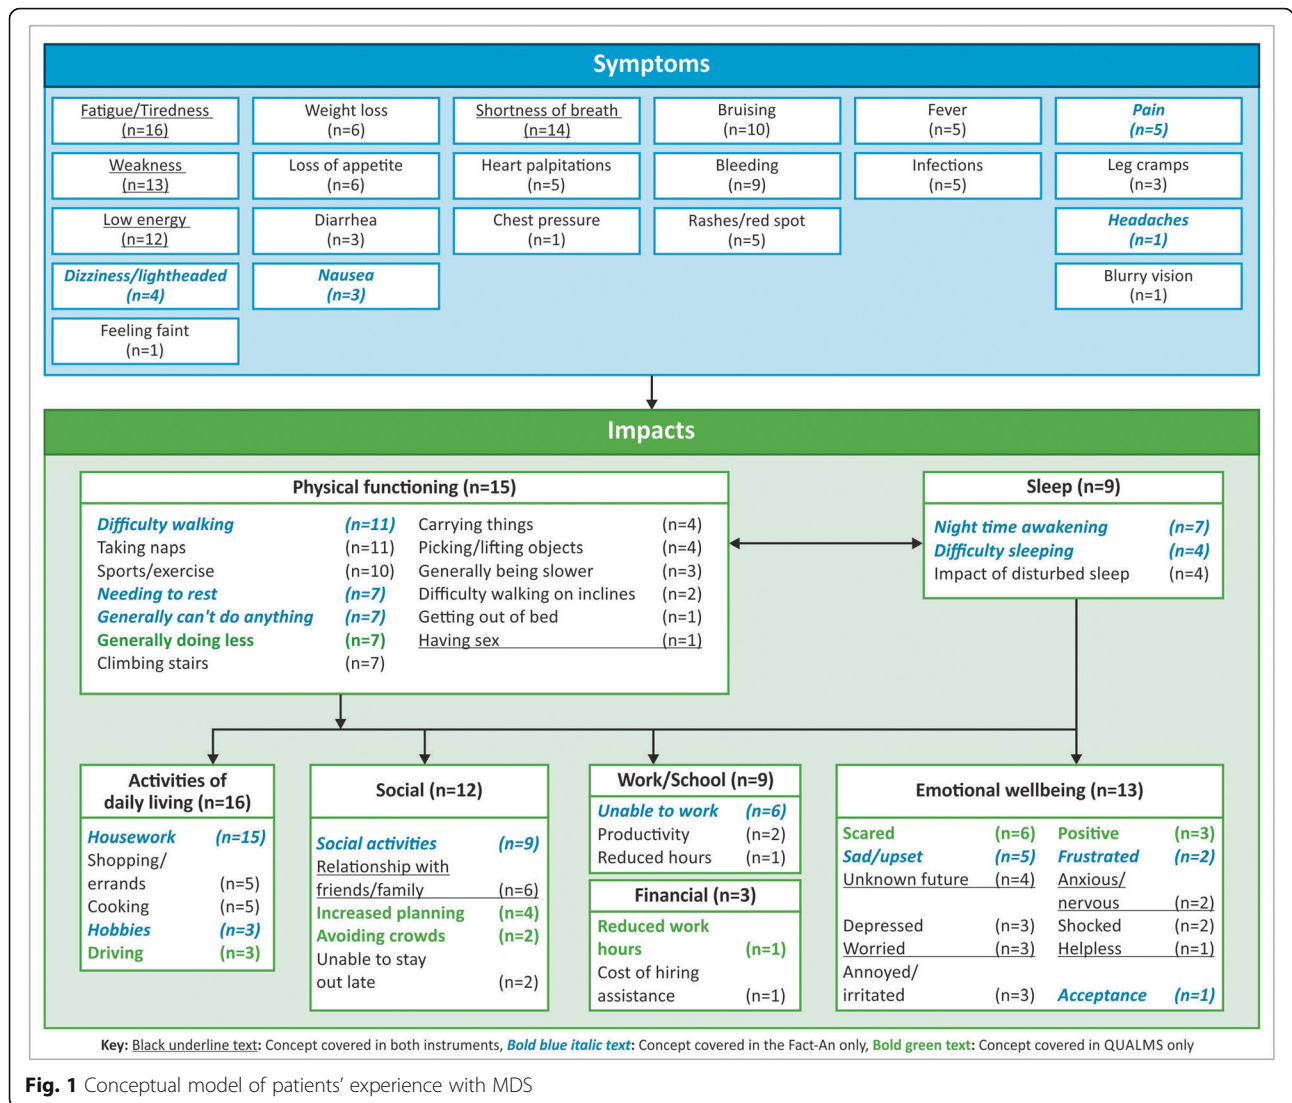 Symptoms
Fatigue/Tiredness
(n=16)
Weakness
(n=13)
Low energy
(n=12)
Dizziness/lightheaded
(n=4)
Feeling faint
(n=1)
Weight loss
(n=6)
Loss of appetite
(n=6)
Diarrhea
(n=3)
Nausea
(n=3)
Shortness of breath
(n=14)
Heart palpitations
(n=5)
Chest pressure
(n=1)
Bruising
(n=10)
Bleeding
(n=9)
Rashes/red spot
(n=5)
Fever
(n=5)
Infections
(n=5)
Pain
(n=5)
Leg cramps
(n=3)
Headaches
(n=1)
Blurry vision
(n=1)
Impacts
Physical functioning (n=15)
Difficulty walking (n=11)
Taking naps (n=11)
Sports/exercise (n=10)
Needing to rest (n=7)
Generally can't do anything (n=7)
Generally doing less (n=7)
Climbing stairs (n=7)
Carrying things (n=4)
Picking/lifting objects (n=4)
Generally being slower (n=3)
Difficulty walking on inclines (n=2)
Getting out of bed (n=1)
Having sex (n=1)
Sleep (n=9)
Night time awakening (n=7)
Difficulty sleeping (n=4)
Impact of disturbed sleep (n=4)
Activities of
daily living (n=16)
Housework (n=15)
Shopping/
errands (n=5)
Cooking (n=5)
Hobbies (n=3)
Driving (n=3)
Social (n=12)
Social activities (n=9)
Relationship with
friends/family (n=6)
Increased planning (n=4)
Avoiding crowds (n=2)
Unable to stay
out late (n=2)
Work/School (n=9)
Unable to work (n=6)
Productivity (n=2)
Reduced hours (n=1)
Financial (n=3)
Reduced work
hours (n=1)
Cost of hiring
assistance (n=1)
Emotional wellbeing (n=13)
Scared (n=6)
Sad/upset (n=5)
Unknown future (n=4)
Depressed (n=3)
Worried (n=3)
Annoyed/
irritated (n=3)
Positive (n=3)
Frustrated (n=2)
Anxious/
nervous (n=2)
Shocked (n=2)
Helpless (n=1)
Acceptance (n=1)
Key: Black underline text: Concept covered in both instruments, Bold blue italic text: Concept covered in the Fact-An only, Bold green text: Concept covered in QUALMS only
Fig. 1 Conceptual model of patients' experience with MDS